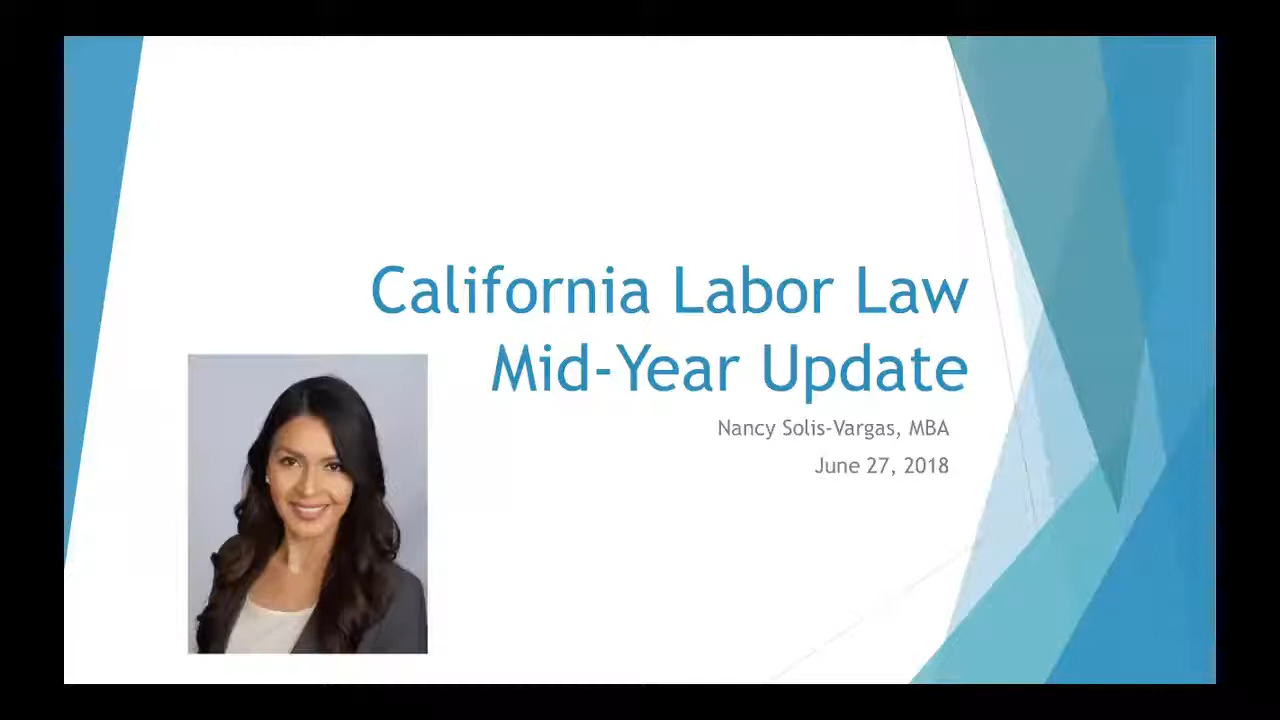 California Labor Law
Mid-Year Update
Nancy Solis-Vargas, MBA
June 27, 2018